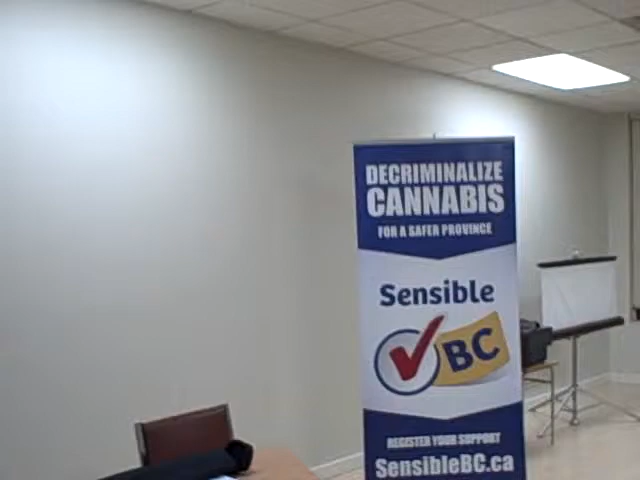 DECRIMINALIZE
CANNABIS
FOR A SAFER PROVINCE
Sensible
BC
REGISTER YOUR SUPPORT
SensibleBC.ca